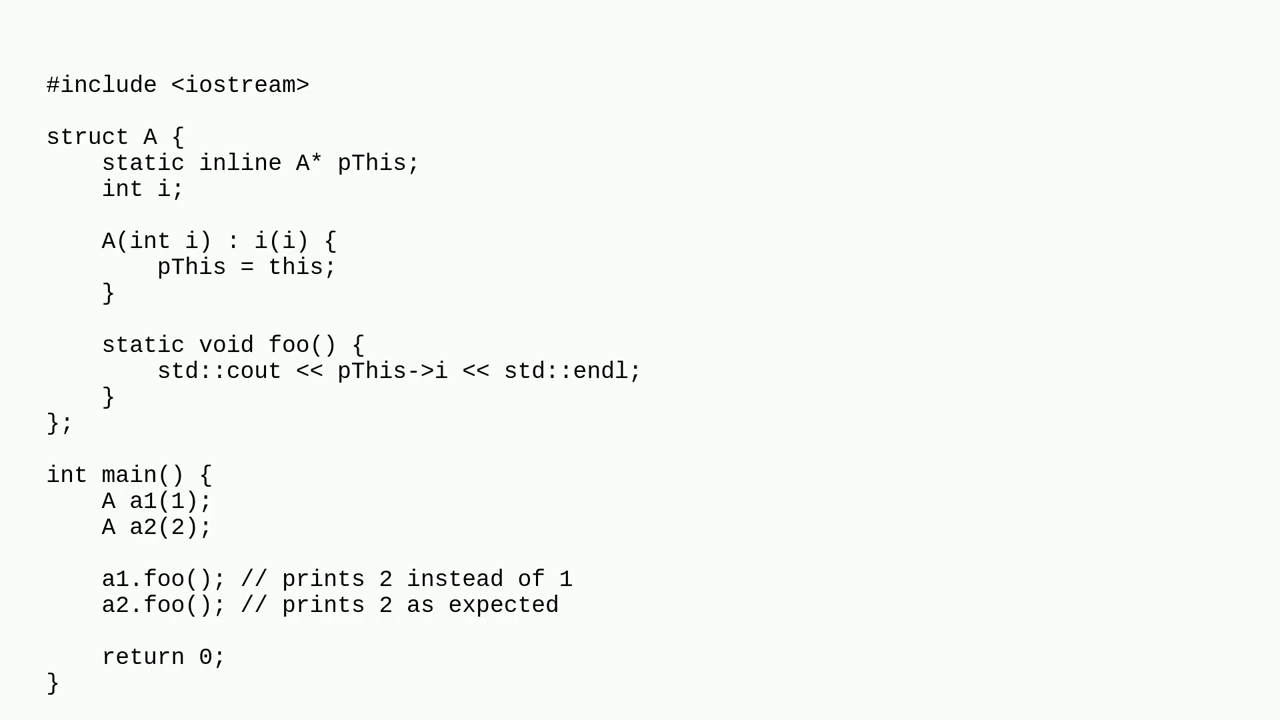 #include <iostream>
struct A {
    static inline A* pThis;
    int i;
    A(int i) : i(i) {
        pThis = this;
    }
    static void foo() {
        std::cout << pThis->i << std::endl;
    }
};
int main() {
    A a1(1);
    A a2(2);
    a1.foo(); // prints 2 instead of 1
    a2.foo(); // prints 2 as expected
    return 0;
}